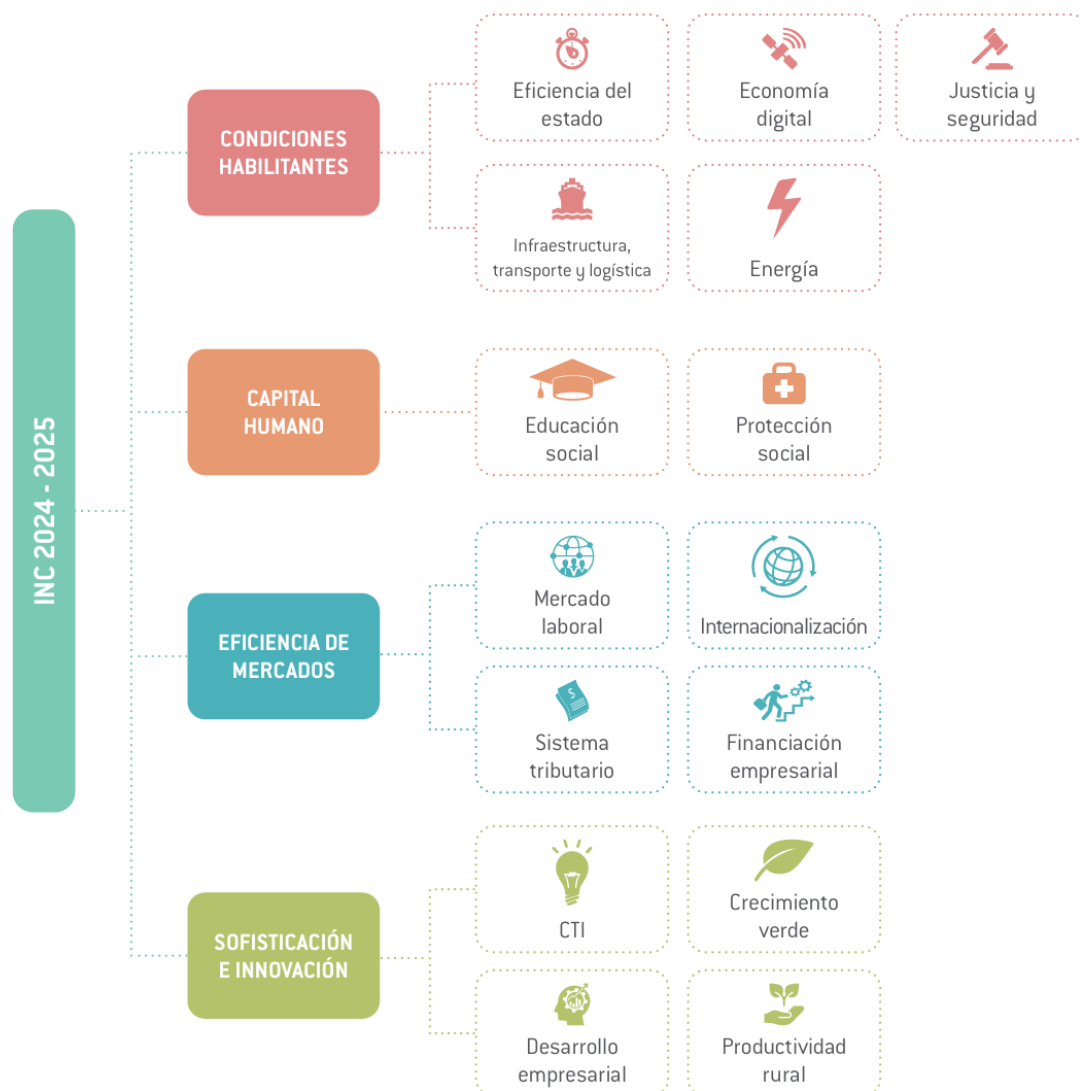 INC 2024 - 2025
CONDICIONES
HABILITANTES
Eficiencia del
estado
Economía
digital
Justicia y
seguridad
Infraestructura,
transporte y logística
Energía
CAPITAL
HUMANO
Educación
social
Protección
social
EFICIENCIA DE
MERCADOS
Mercado
laboral
Internacionalización
Sistema
tributario
Financiación
empresarial
SOFISTICACIÓN
E INNOVACIÓN
CTI
Crecimiento
verde
Desarrollo
empresarial
Productividad
rural